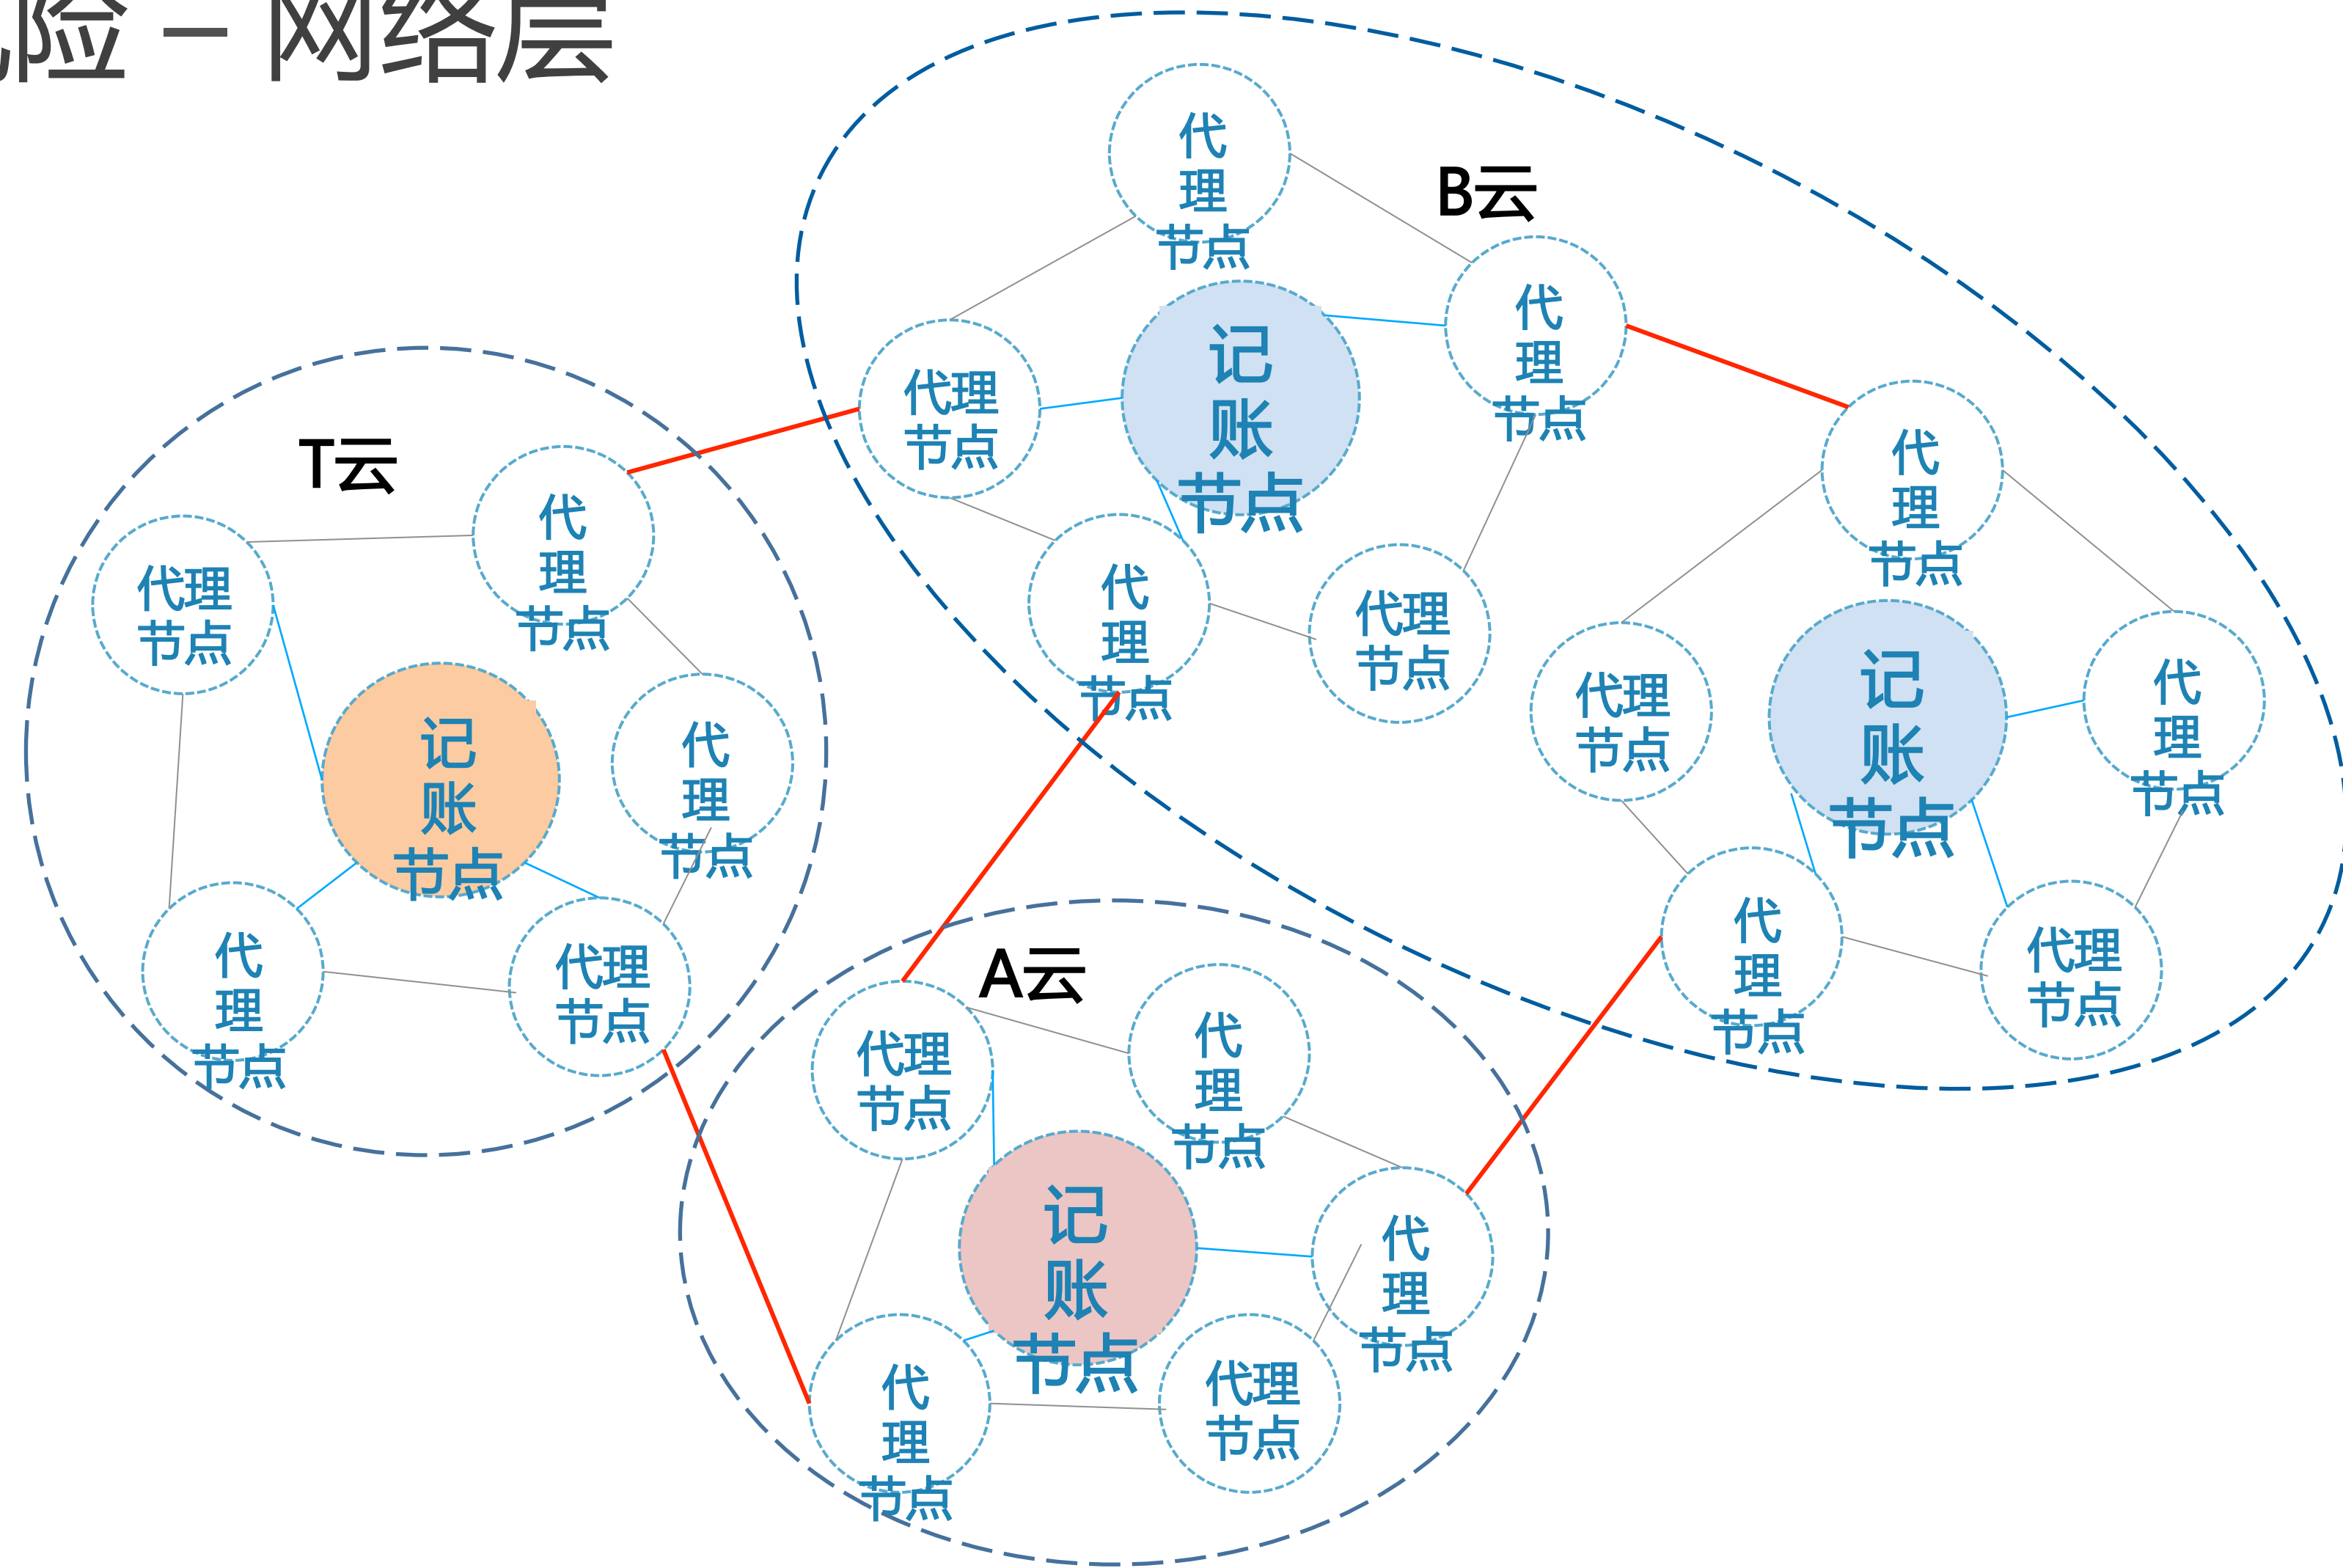 险 – 网络层
B云
代
理
节点
代
理
节点
代理
节点
记
账
节点
代
理
节点
代理
节点
代
理
节点
代理
节点
记
账
节点
代
理
节点
代
理
节点
代理
节点
T云
代
理
节点
代理
节点
记
账
节点
代
理
节点
代
理
节点
代理
节点
A云
代理
节点
代
理
节点
记
账
节点
代
理
节点
代
理
节点
代理
节点